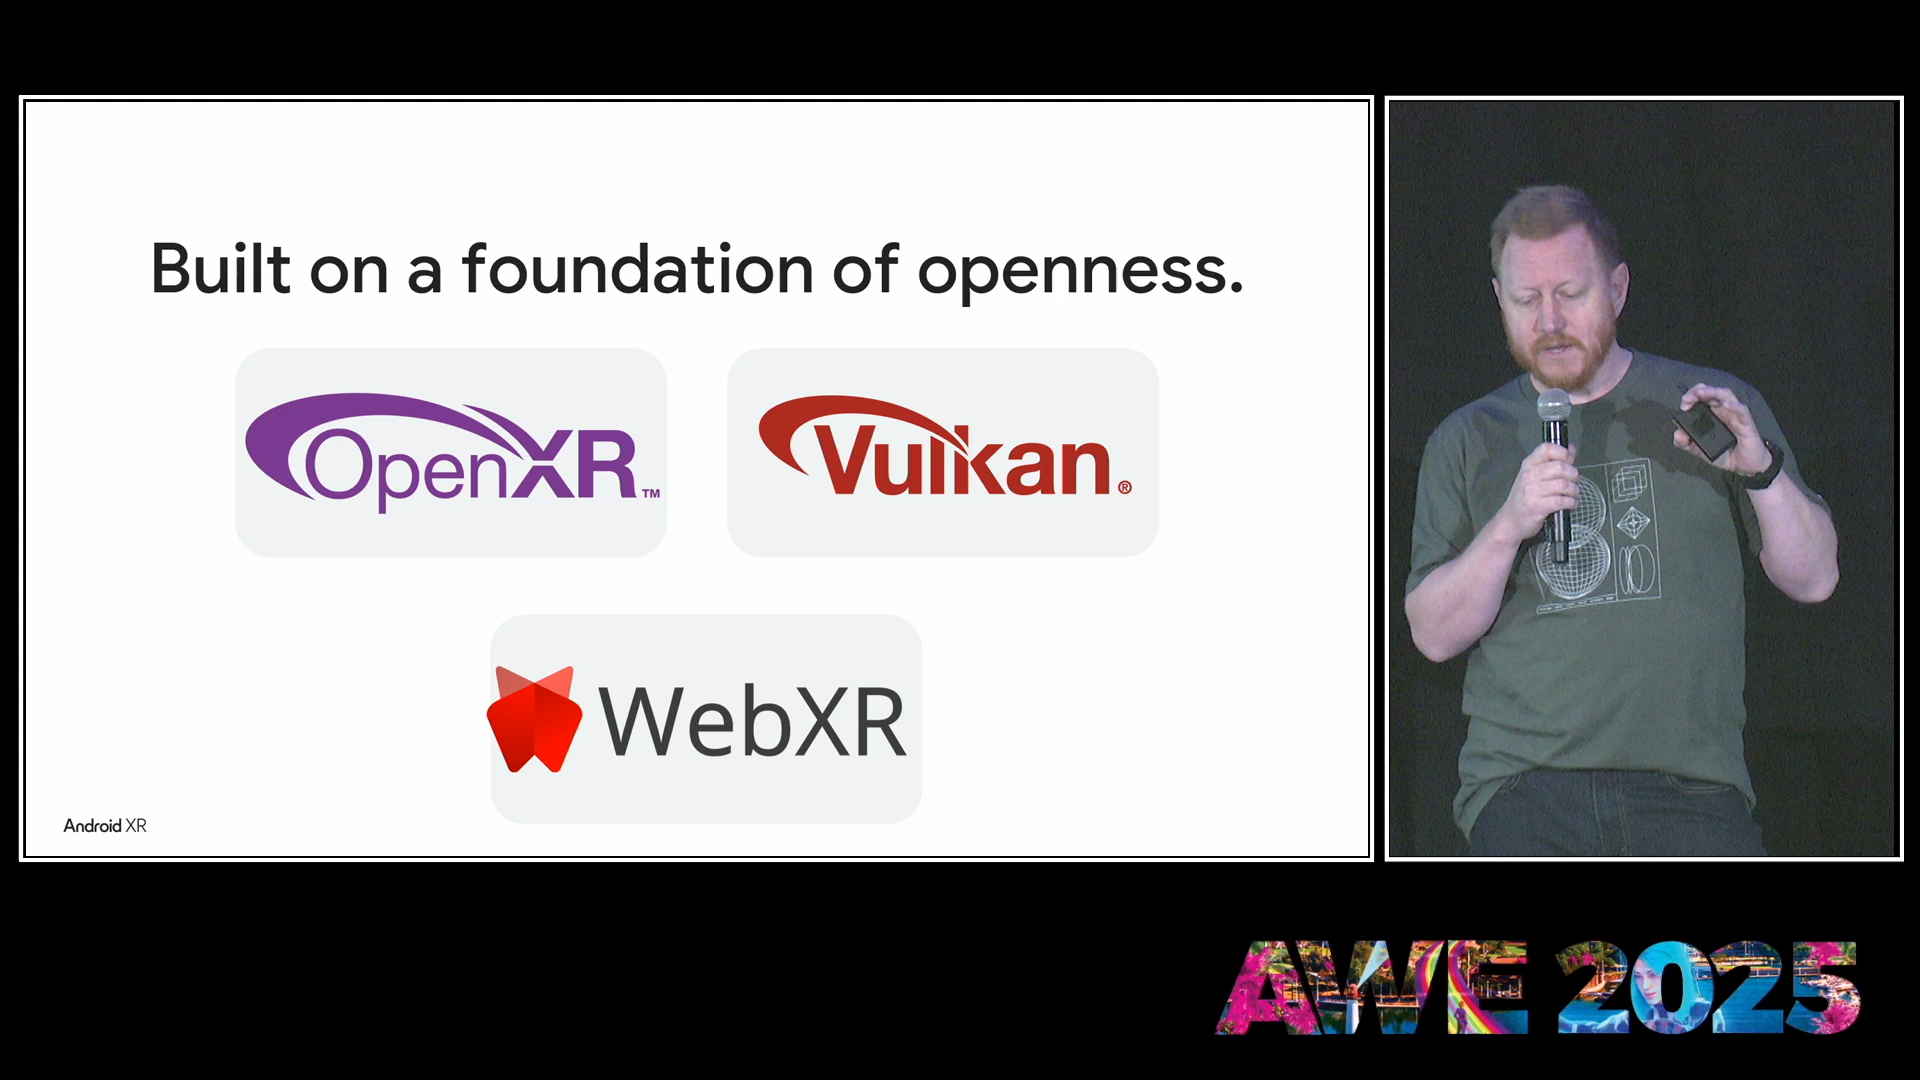 Built on a foundation of openness.
OpenXR™
Vulkan®
WebXR
Android XR
AWE 2025